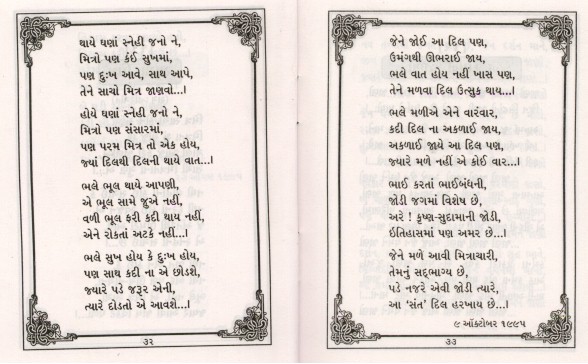 થાયે ઘણાં સ્નેહી જનો ને,
મિત્રો પણ કંઈ સુખમાં,
પણ દુઃખ આવે, સાથ આપે,
તેને સાચો મિત્ર જાણવો...।
હોયે ઘણાં સ્નેહી જનો ને,
મિત્રો પણ સંસારમાં,
પણ પરમ મિત્ર તો એક હોય,
જ્યાં દિલથી દિલની થાયે વાત...।
ભલે ભૂલ થાયે આપણી,
એ ભૂલ સામે જુએ નહીં,
વળી ભૂલ ફરી કદી થાય નહીં,
એને રોકતાં અટકે નહીં...।
ભલે સુખ હોય કે દુઃખ હોય,
પણ સાથ કદી ના એ છોડશે,
જ્યારે પડે જરૂર એની,
ત્યારે દોડતો એ આવશે...।
૩૨
જેને જોઈ આ દિલ પણ,
ઉમંગથી ઊભરાઈ જાય,
ભલે વાત હોય નહીં ખાસ પણ,
તેને મળવા દિલ ઉત્સુક થાય...।
ભલે મળીએ એને વારંવાર,
કદી દિલ ના અકળાઈ જાય,
અકળાઈ જાયે આ દિલ પણ,
જ્યારે મળે નહીં એ કોઈ વાર...।
ભાઈ કરતાં ભાઈબંધની,
જોડી જગમાં વિશેષ છે,
અરે ! કૃષ્ણ-સુદામાની જોડી,
ઇતિહાસમાં પણ અમર છે...।
જેને મળે આવી મિત્રાચારી,
તેમનું સદ્‌ભાગ્ય છે,
પડે નજરે એવી જોડી ત્યારે,
આ ‘સંત’ દિલ હરખાય છે...।
૯ ઑક્ટોબર ૧૯૯૫
૩૩